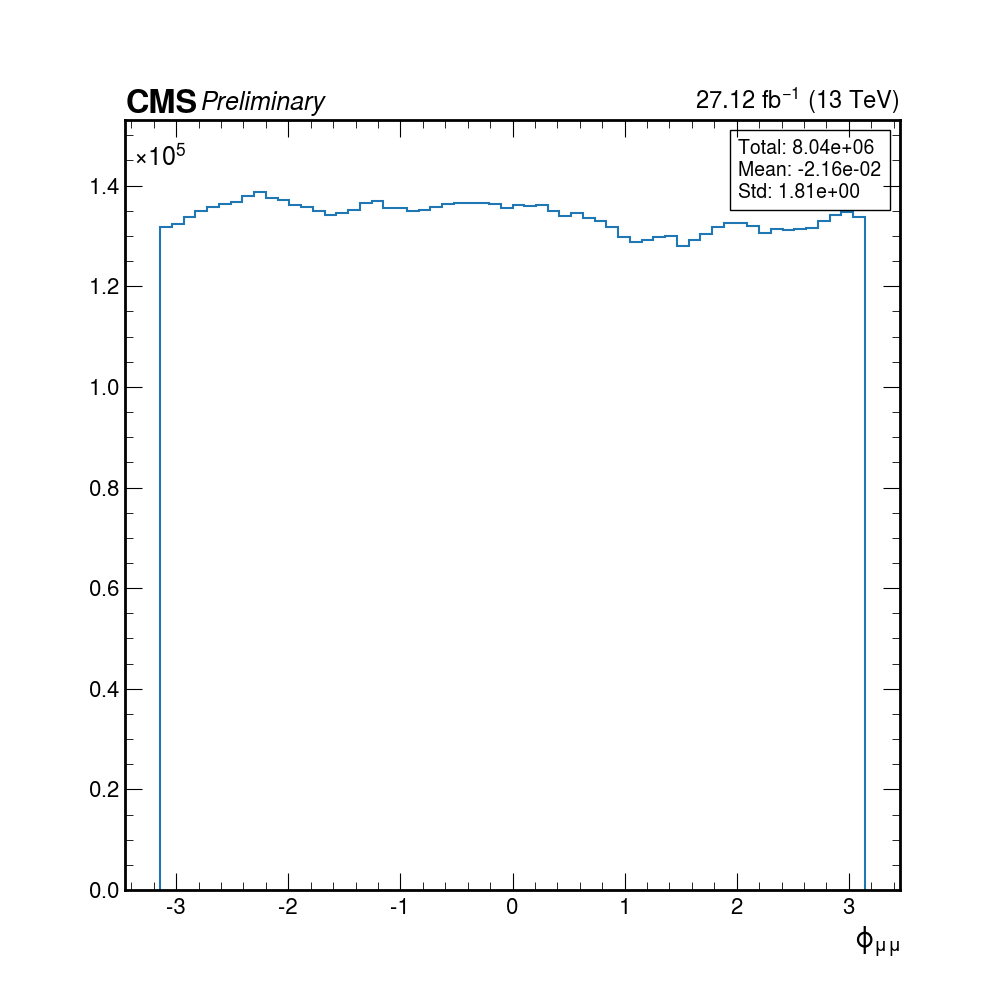 CMS Preliminary
27.12 fb⁻¹ (13 TeV)
×10⁵
Total: 8.04e+06
Mean: -2.16e-02
Std: 1.81e+00
1.4
1.2
1.0
0.8
0.6
0.4
0.2
0.0
-3 -2 -1 0 1 2 3
ϕμμ